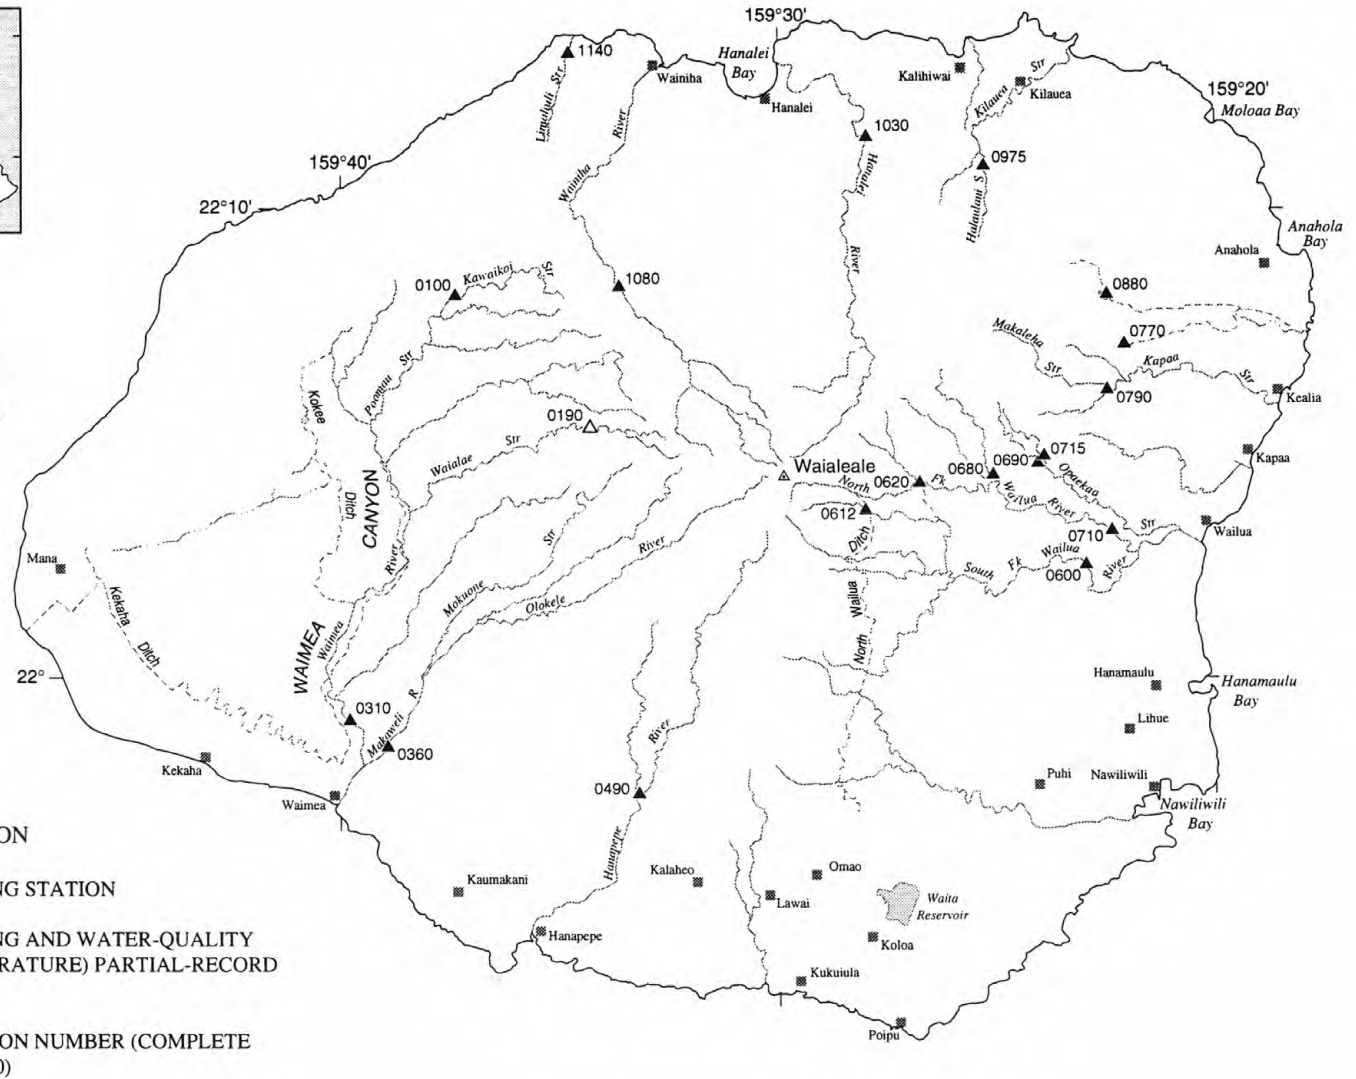 159°30'
1140
Hanalei
Bay
Wainiha
Limahuli Str
Hanalei
Kalihiwai
Kilauea Str
Kilauea
159°20'
Moloaa Bay
River
1030
Hanalei
0975
159°40'
Wainiha
22°10'
Halaulani S
Anahola
Bay
Anahola
River
0100
Kawaikoi Str
1080
0880
Makaleha
Str
0770
Kapaa
Str
Poomau Str
0790
Kealia
Kokee
0190
Waialae Str
0715
0690
0680
Opaekaa
Str
Kapaa
Waialeale
North
0620
Fk
Wailua
River
CANYON
Ditch
0612
Ditch
0710
Wailua
Str
River
Mana
River
South Fk Wailua
River
0600
Kekaha
Ditch
Mokuone
Olokele
Wailua
North
WAIMEA
Waimea
22°
Hanamaulu
Hanamaulu
Bay
0310
Makaweli R
0360
River
Lihue
Kekaha
Puhi
Nawiliwili
0490
Waimea
Nawiliwili
Bay
ON
Hanapepe
Kalaheo
Omao
Kaumakani
NG STATION
Lawai
Waita
Reservoir
Hanapepe
Koloa
NG AND WATER-QUALITY
RATURE) PARTIAL-RECORD
Kukuiula
Poipu
ON NUMBER (COMPLETE
0)